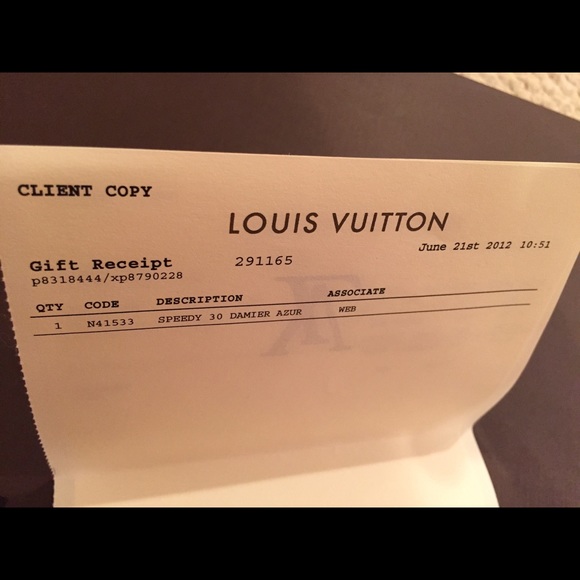 CLIENT COPY
LOUIS VUITTON
June 21st 2012 10:51
Gift Receipt 291165
p8318444/xp8790228
QTY CODE DESCRIPTION ASSOCIATE
1 N41533 SPEEDY 30 DAMIER AZUR WEB